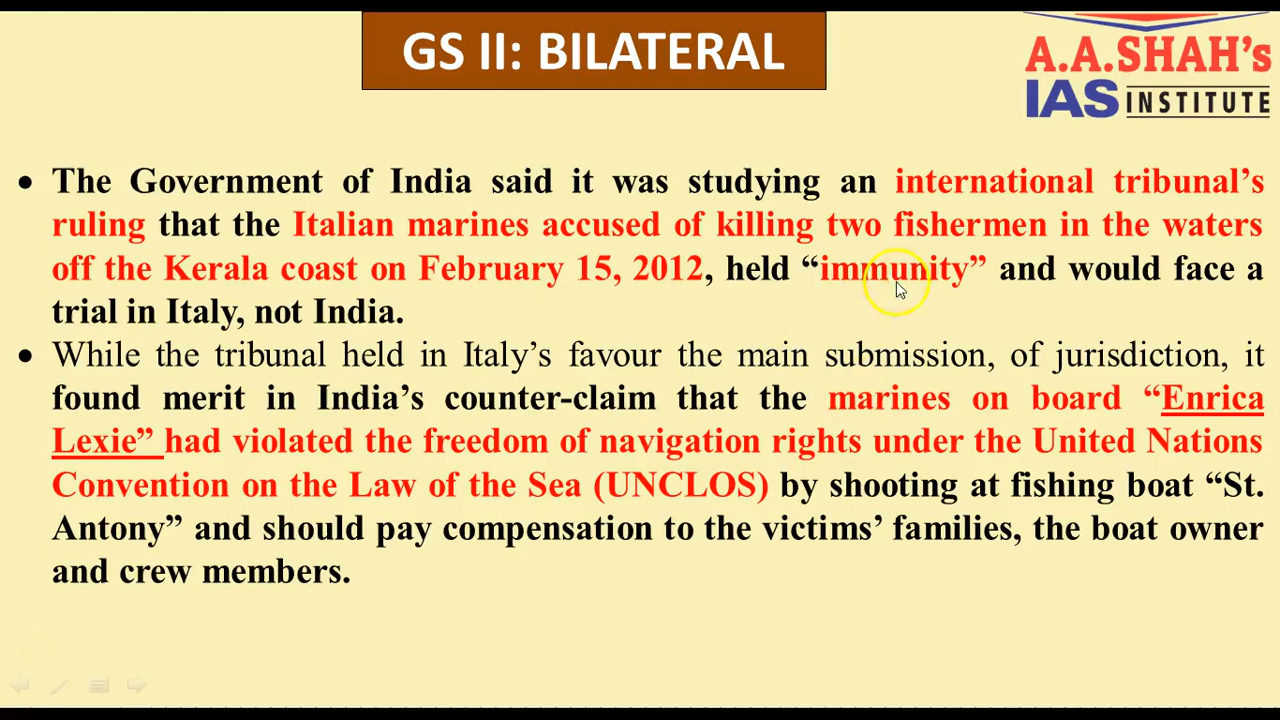 GS II: BILATERAL
A.A.SHAH's
IAS INSTITUTE
• The Government of India said it was studying an international tribunal's
ruling that the Italian marines accused of killing two fishermen in the waters
off the Kerala coast on February 15, 2012, held “immunity” and would face a
trial in Italy, not India.
• While the tribunal held in Italy's favour the main submission, of jurisdiction, it
found merit in India's counter-claim that the marines on board “Enrica
Lexie” had violated the freedom of navigation rights under the United Nations
Convention on the Law of the Sea (UNCLOS) by shooting at fishing boat “St.
Antony” and should pay compensation to the victims' families, the boat owner
and crew members.